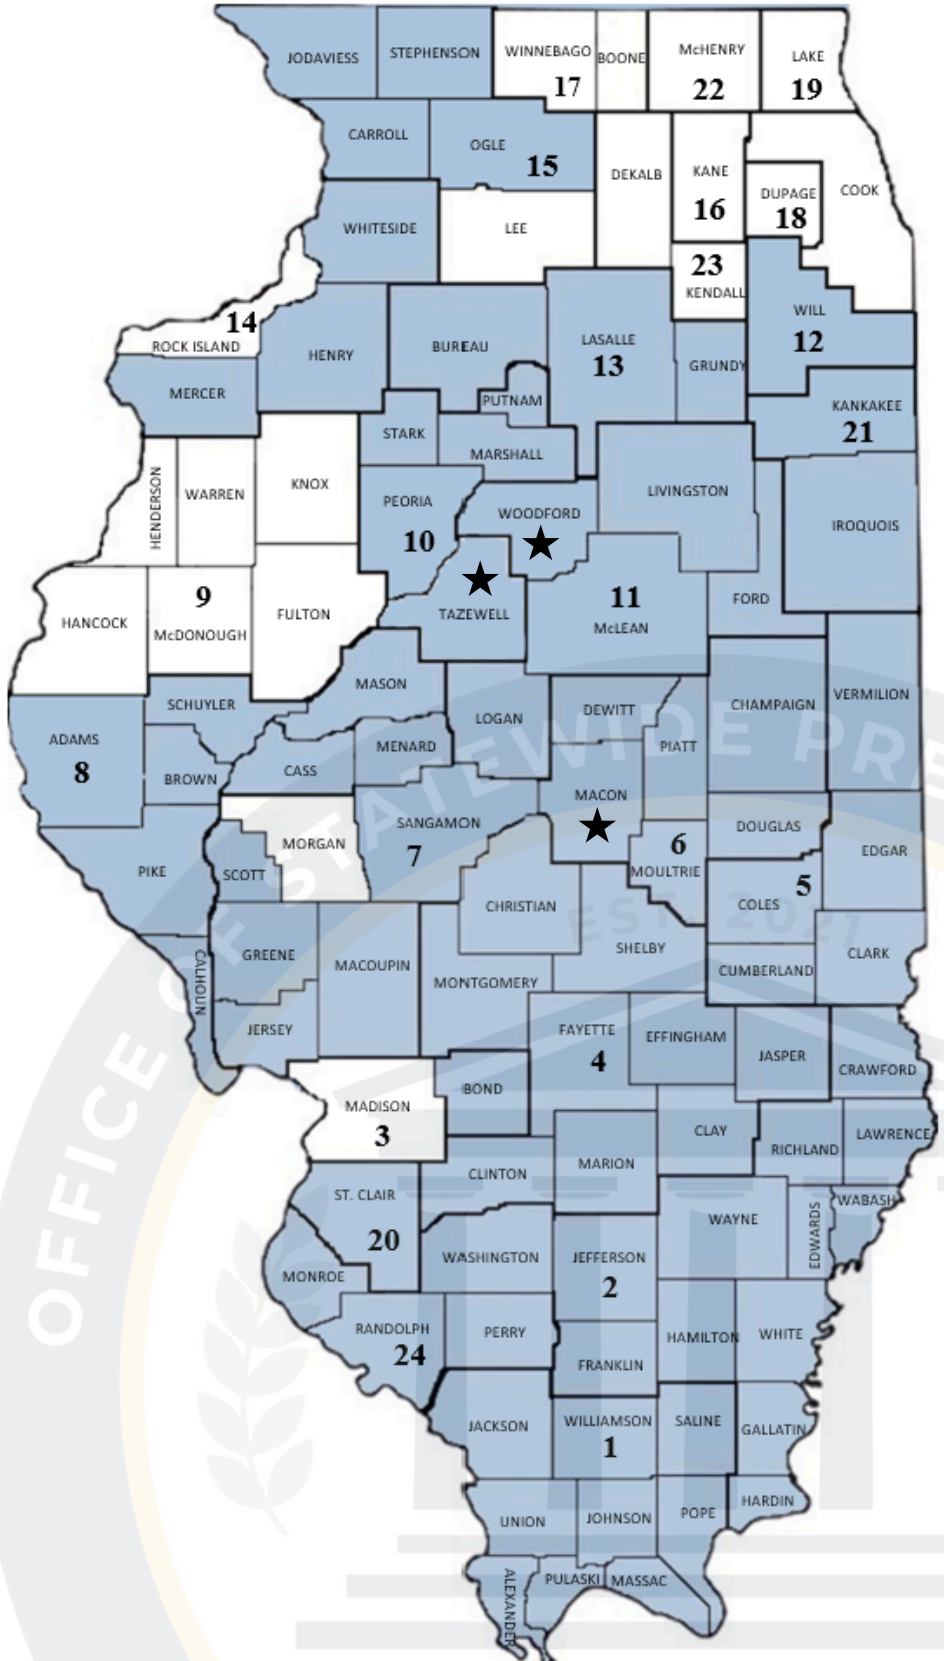 JODAVIESS
STEPHENSON
WINNEBAGO
17
BOONE
McHENRY
22
LAKE
19
CARROLL
OGLE
15
DEKALB
KANE
16
DUPAGE
18
COOK
WHITESIDE
LEE
23
KENDALL
14
ROCK ISLAND
HENRY
BUREAU
LASALLE
13
GRUNDY
WILL
12
MERCER
PUTNAM
KANKAKEE
21
STARK
MARSHALL
HENDERSON
WARREN
KNOX
PEORIA
10
WOODFORD
LIVINGSTON
IROQUOIS
HANCOCK
9
McDONOUGH
FULTON
TAZEWELL
11
McLEAN
FORD
SCHUYLER
MASON
LOGAN
DEWITT
PIATT
CHAMPAIGN
VERMILION
ADAMS
8
BROWN
CASS
MENARD
MACON
PIKE
SCOTT
MORGAN
SANGAMON
7
6
MOULTRIE
DOUGLAS
EDGAR
5
COLES
CHRISTIAN
SHELBY
CUMBERLAND
CLARK
CALHOUN
GREENE
MACOUPIN
MONTGOMERY
JERSEY
FAYETTE
4
EFFINGHAM
JASPER
CRAWFORD
MADISON
3
BOND
CLAY
RICHLAND
LAWRENCE
CLINTON
MARION
ST. CLAIR
20
WAYNE
EDWARDS
WABASH
MONROE
WASHINGTON
JEFFERSON
2
RANDOLPH
24
PERRY
FRANKLIN
HAMILTON
WHITE
JACKSON
WILLIAMSON
1
SALINE
GALLATIN
UNION
JOHNSON
POPE
HARDIN
ALEXANDER
PULASKI
MASSAC
OFFICE OF STATEWIDE PRE
EST. 2021